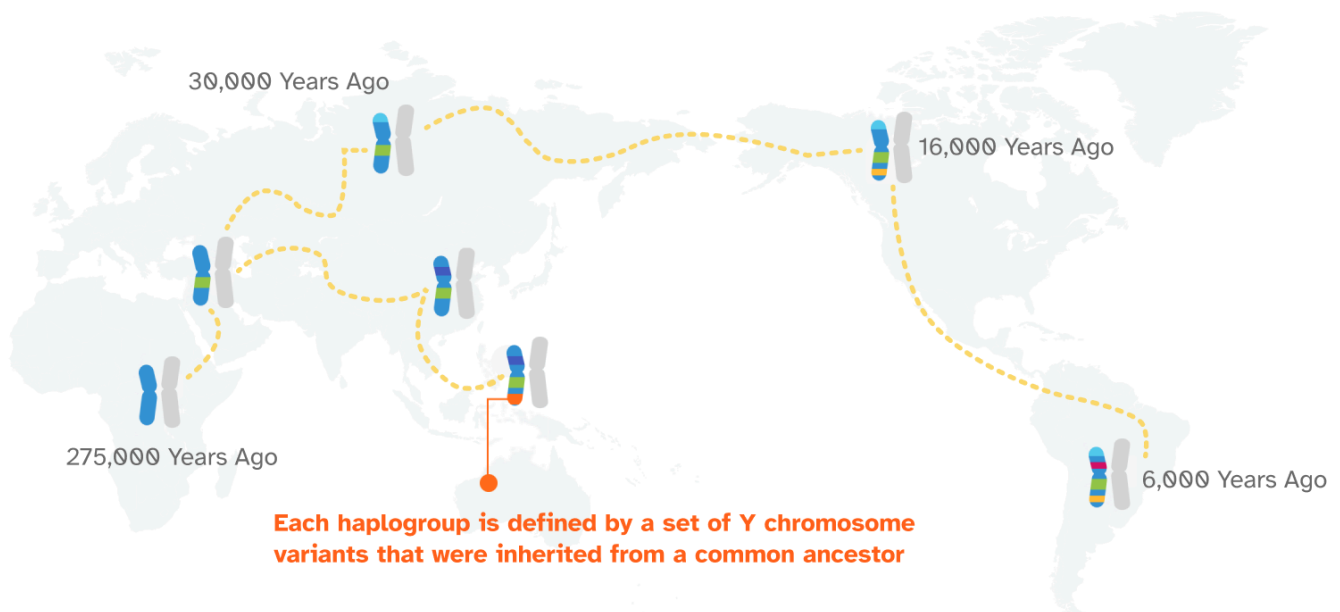 30,000 Years Ago
16,000 Years Ago
275,000 Years Ago
6,000 Years Ago
Each haplogroup is defined by a set of Y chromosome
variants that were inherited from a common ancestor